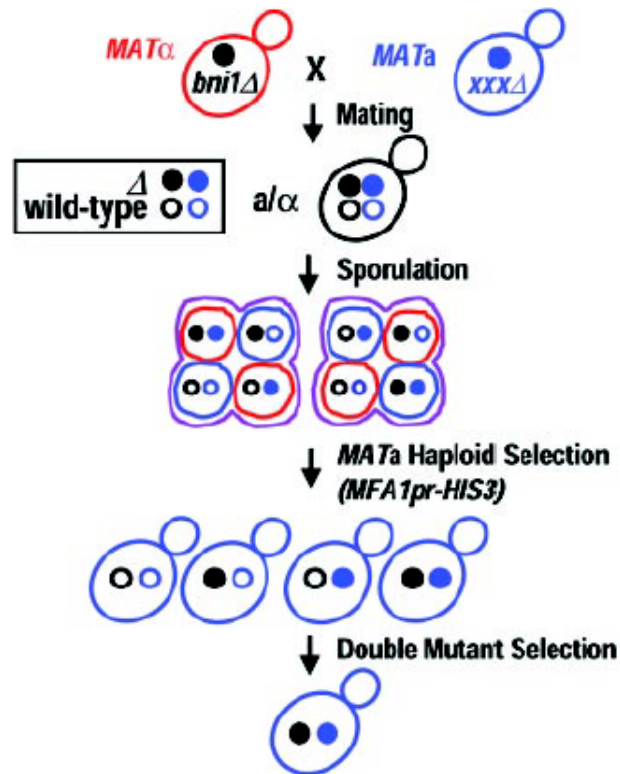 MATα
bni1Δ
X
MATa
xxxΔ
Mating
Δ
wild-type
a/α
Sporulation
MATa Haploid Selection
(MFA1pr-HIS3)
Double Mutant Selection